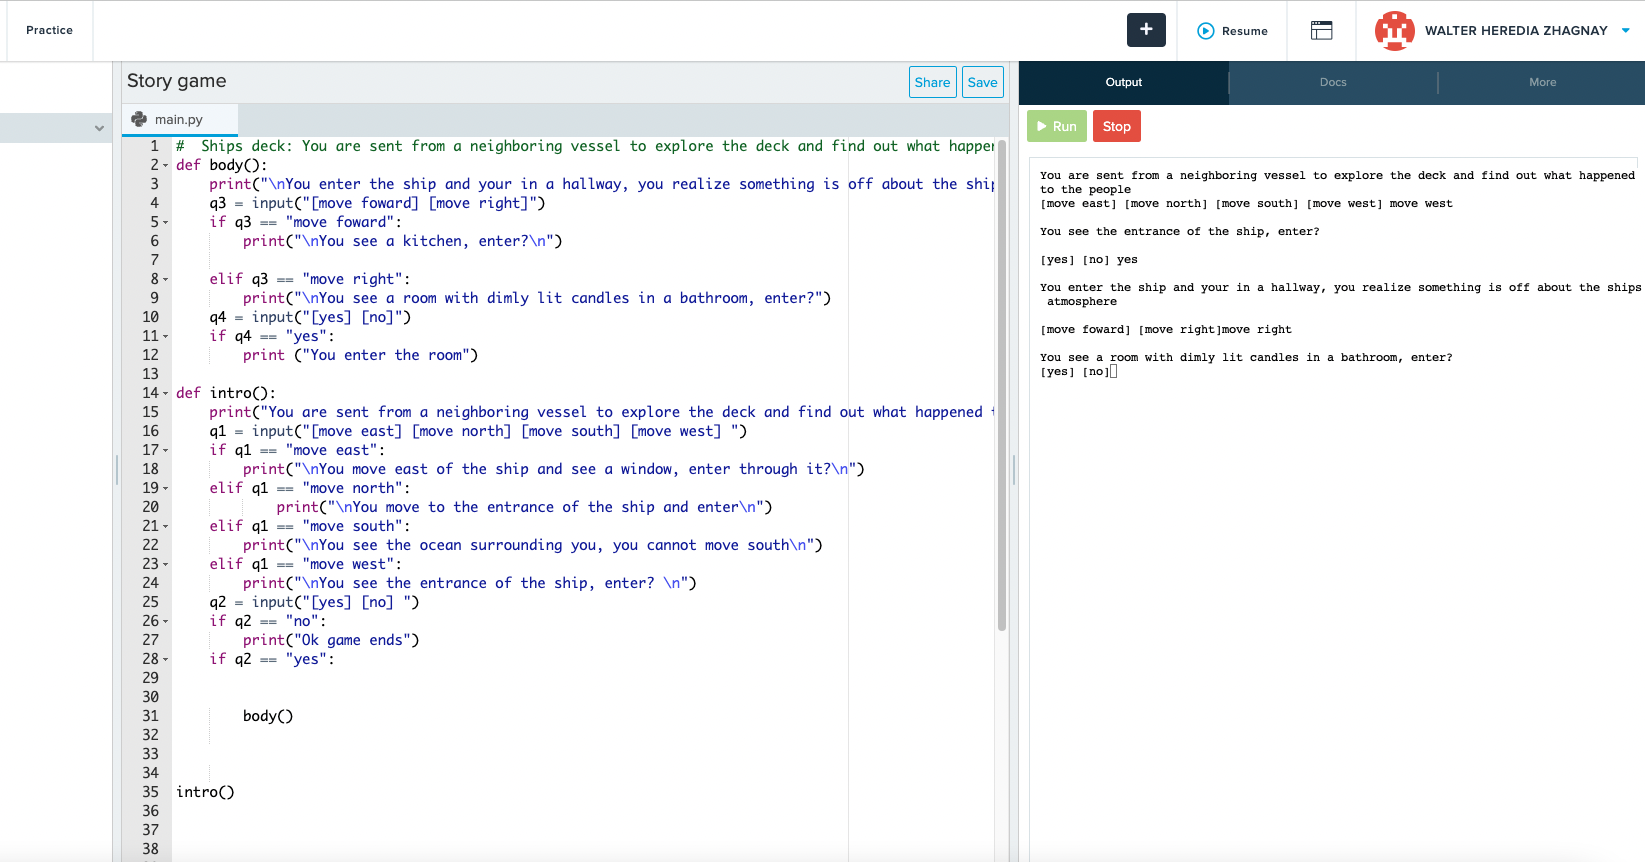 Practice
+
Resume
WALTER HEREDIA ZHAGNAY
Story game
Share
Save
main.py
1 #  Ships deck: You are sent from a neighboring vessel to explore the deck and find out what happen
2 def body():
3     print("\nYou enter the ship and your in a hallway, you realize something is off about the ship
4     q3 = input("[move foward] [move right]")
5     if q3 == "move foward":
6         print("\nYou see a kitchen, enter?\n")
7
8     elif q3 == "move right":
9         print("\nYou see a room with dimly lit candles in a bathroom, enter?")
10     q4 = input("[yes] [no]")
11     if q4 == "yes":
12         print ("You enter the room")
13
14 def intro():
15     print("You are sent from a neighboring vessel to explore the deck and find out what happened
16     q1 = input("[move east] [move north] [move south] [move west] ")
17     if q1 == "move east":
18         print("\nYou move east of the ship and see a window, enter through it?\n")
19     elif q1 == "move north":
20             print("\nYou move to the entrance of the ship and enter\n")
21     elif q1 == "move south":
22         print("\nYou see the ocean surrounding you, you cannot move south\n")
23     elif q1 == "move west":
24         print("\nYou see the entrance of the ship, enter? \n")
25     q2 = input("[yes] [no] ")
26     if q2 == "no":
27         print("Ok game ends")
28     if q2 == "yes":
29
30
31         body()
32
33
34
35 intro()
36
37
38
Output
Docs
More
Run
Stop
You are sent from a neighboring vessel to explore the deck and find out what happened
to the people
[move east] [move north] [move south] [move west] move west
You see the entrance of the ship, enter?
[yes] [no] yes
You enter the ship and your in a hallway, you realize something is off about the ships
 atmosphere
[move foward] [move right]move right
You see a room with dimly lit candles in a bathroom, enter?
[yes] [no]